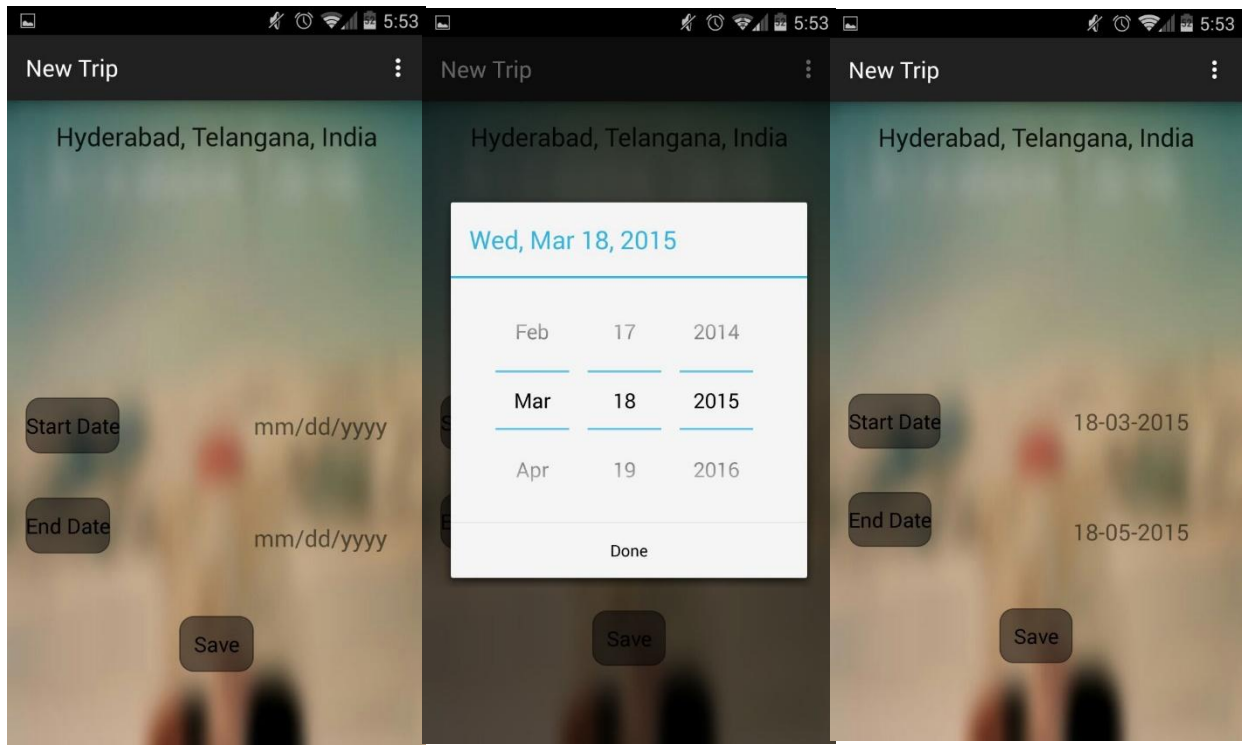 5:53
New Trip
Hyderabad, Telangana, India
Start Date
mm/dd/yyyy
End Date
mm/dd/yyyy
Save
5:53
New Trip
Hyderabad, Telangana, India
Wed, Mar 18, 2015
Feb 17 2014
Mar 18 2015
Apr 19 2016
Done
Save
5:53
New Trip
Hyderabad, Telangana, India
Start Date
18-03-2015
End Date
18-05-2015
Save